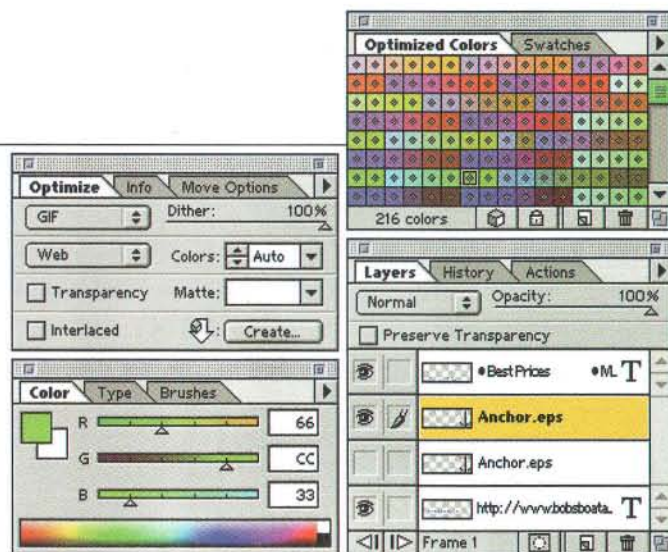 Optimized Colors Swatches
216 colors
Optimize Info Move Options
GIF Dither: 100%
Web Colors: Auto
Transparency Matte:
Interlaced : Create...
Color Type Brushes
R 66
G CC
B 33
Layers History Actions
Normal Opacity: 100%
Preserve Transparency
•Best Prices •M. T
Anchor.eps
Anchor.eps
http://www.bobsboata.. T
Frame 1